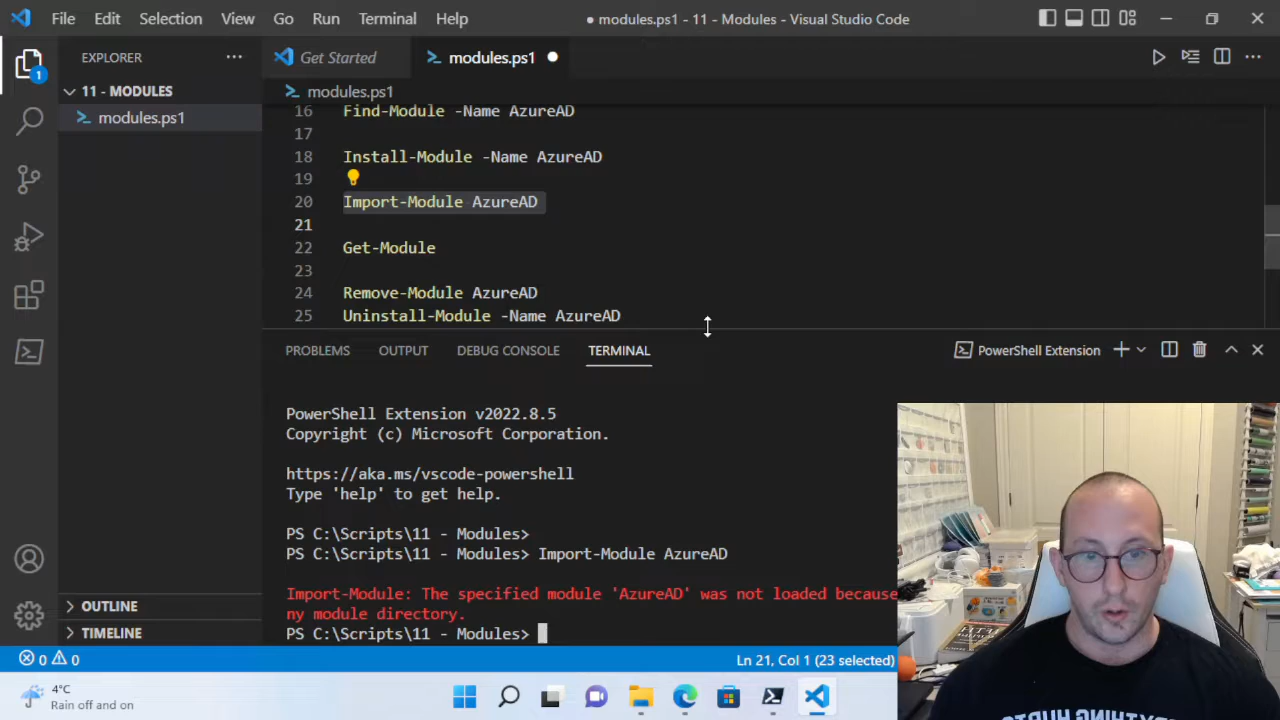 File Edit Selection View Go Run Terminal Help
● modules.ps1 - 11 - Modules - Visual Studio Code
EXPLORER
Get Started
modules.ps1
11 - MODULES
modules.ps1
modules.ps1
16 Find-Module -Name AzureAD
17
18 Install-Module -Name AzureAD
19
20 Import-Module AzureAD
21
22 Get-Module
23
24 Remove-Module AzureAD
25 Uninstall-Module -Name AzureAD
PROBLEMS OUTPUT DEBUG CONSOLE TERMINAL
PowerShell Extension
PowerShell Extension v2022.8.5
Copyright (c) Microsoft Corporation.
https://aka.ms/vscode-powershell
Type 'help' to get help.
PS C:\Scripts\11 - Modules>
PS C:\Scripts\11 - Modules> Import-Module AzureAD
Import-Module: The specified module 'AzureAD' was not loaded because
my module directory.
PS C:\Scripts\11 - Modules>
OUTLINE
TIMELINE
1
0 0
Ln 21, Col 1 (23 selected)
4°C
Rain off and on